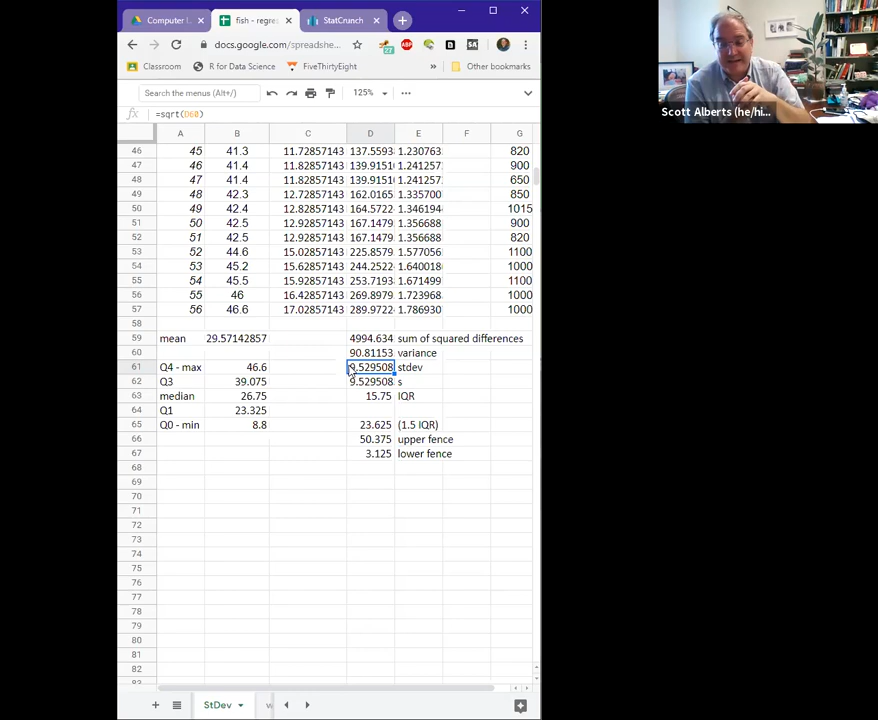 Computer I...
fish - regre
StatCrunch
docs.google.com/spreadshe...
Classroom
R for Data Science
FiveThirtyEight
Other bookmarks
Search the menus (Alt+/)
125%
fx =sqrt(D60)
A B C D E F G
46 45 41.3 11.72857143 137.5593 1.230763 820
47 46 41.4 11.82857143 139.9151 1.241257 900
48 47 41.4 11.82857143 139.9151 1.241257 650
49 48 42.3 12.72857143 162.0165 1.335700 850
50 49 42.4 12.82857143 164.5722 1.346194 1015
51 50 42.5 12.92857143 167.1479 1.356688 900
52 51 42.5 12.92857143 167.1479 1.356688 820
53 52 44.6 15.02857143 225.8579 1.577056 1100
54 53 45.2 15.62857143 244.2522 1.640018 1000
55 54 45.5 15.92857143 253.7193 1.671499 1100
56 55 46 16.42857143 269.8979 1.723968 1000
57 56 46.6 17.02857143 289.9722 1.786930 1000
58
59 mean 29.57142857 4994.634 sum of squared differences
60 90.81153 variance
61 Q4 - max 46.6 9.529508 stdev
62 Q3 39.075 9.529508 s
63 median 26.75 15.75 IQR
64 Q1 23.325
65 Q0 - min 8.8 23.625 (1.5 IQR)
66 50.375 upper fence
67 3.125 lower fence
68
69
70
71
72
73
74
75
76
77
78
79
80
81
82
StDev
Scott Alberts (he/hi...